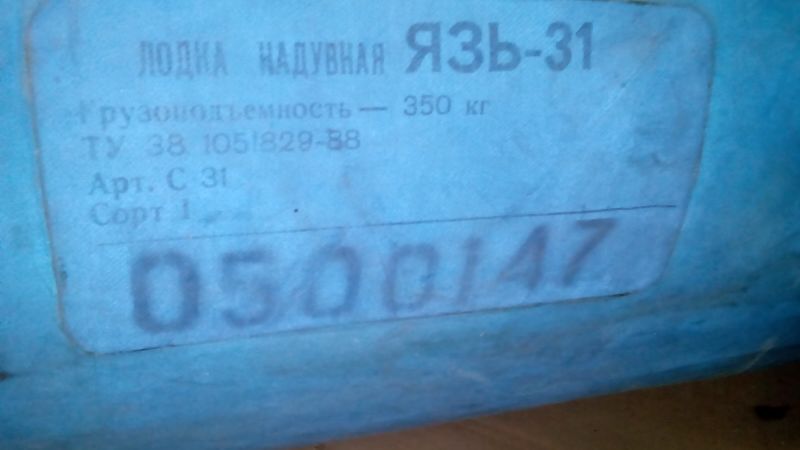 ЛОДКА НАДУВНАЯ ЯЗЬ-31
Грузоподъемность — 350 кг
ТУ 38 1051829-88
Арт. С 31
Сорт 1
0500147